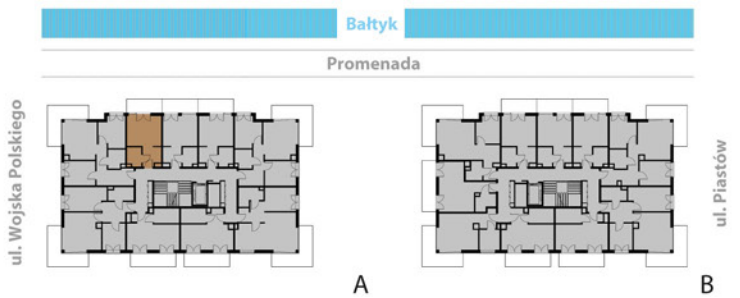 Bałtyk
Promenada
ul. Wojska Polskiego
ul. Piastów
A
B